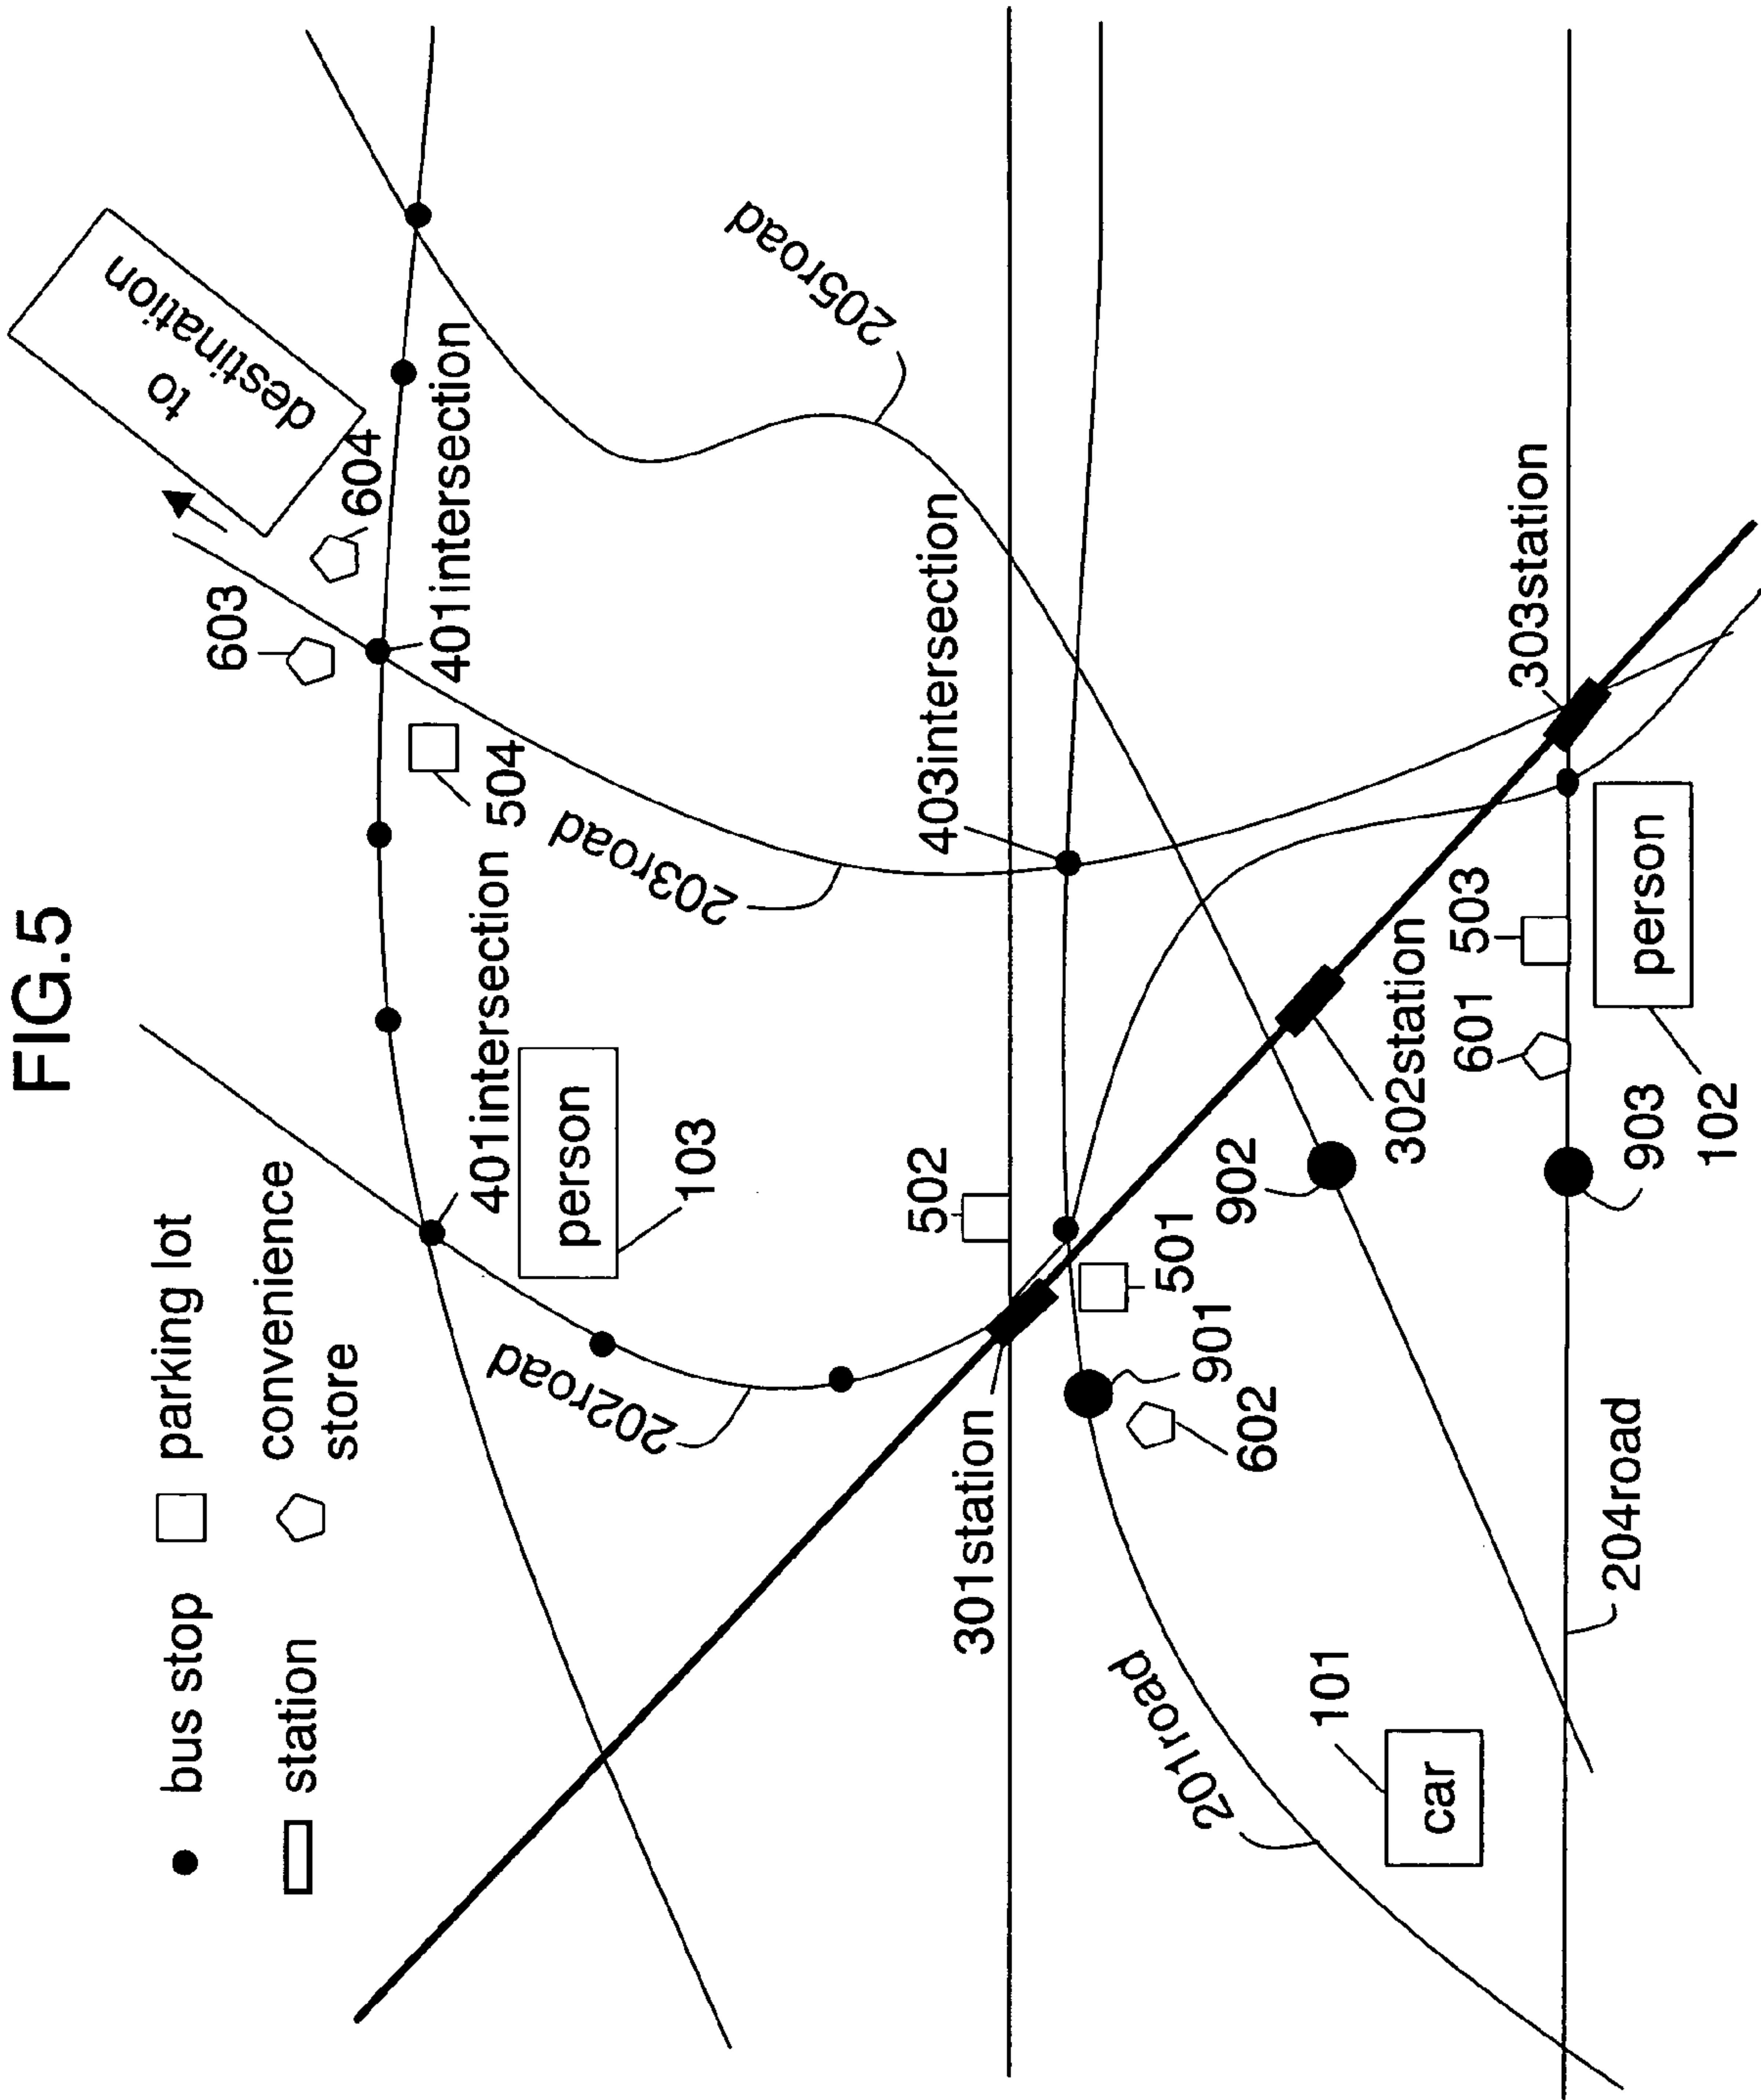 FIG.5
bus stop
parking lot
station
convenience
store
to
destination
603
604
401intersection
401intersection
504
person
103
202road
203road
205road
403intersection
502
301station
501
901
602
902
302station
303station
201road
101
car
601
503
person
903
102
204road